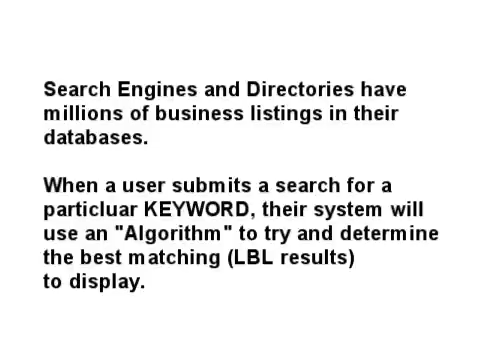 Search Engines and Directories have
millions of business listings in their
databases.
When a user submits a search for a
particluar KEYWORD, their system will
use an "Algorithm" to try and determine
the best matching (LBL results)
to display.